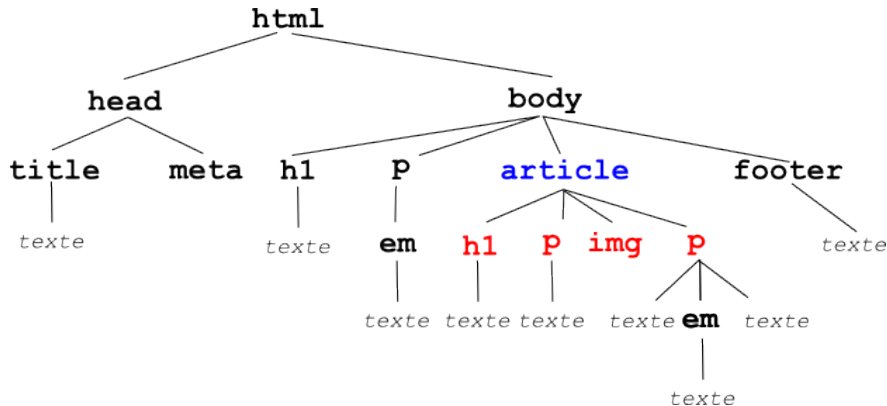 html
head body
title meta h1 p article footer
texte texte em h1 p img p texte
texte texte texte texte em texte
texte